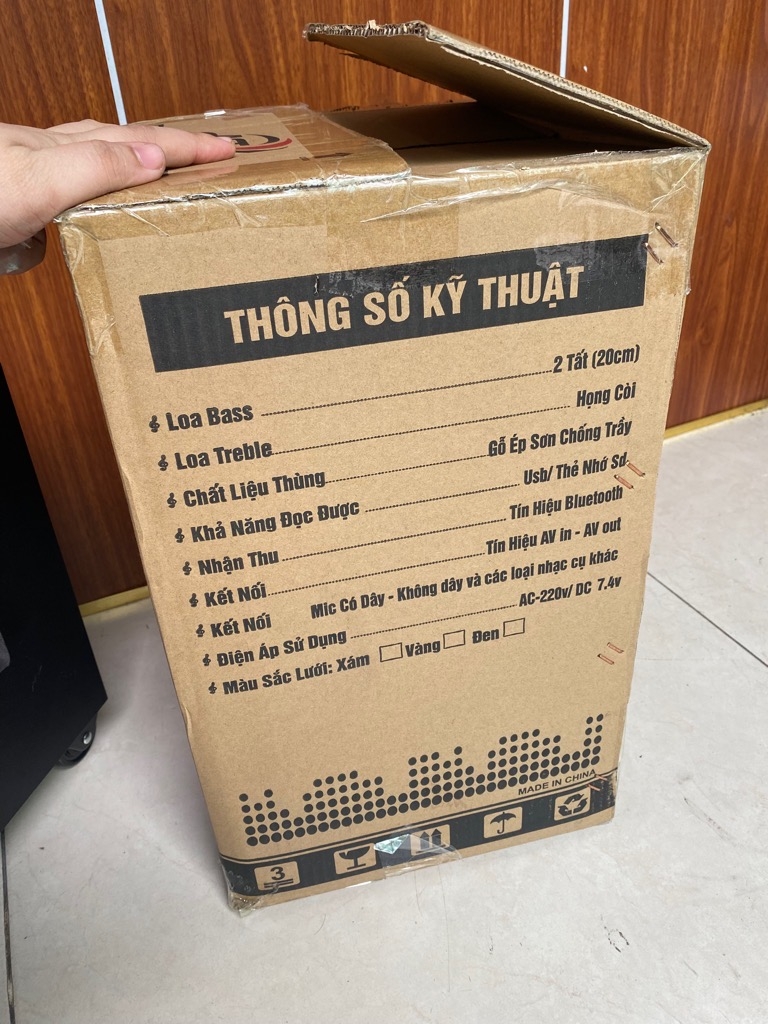 THÔNG SỐ KỸ THUẬT
Loa Bass ........ 2 Tất (20cm)
Loa Treble ........ Họng Còi
Chất Liệu Thùng ........ Gỗ Ép Sơn Chống Trầy
Khả Năng Đọc Được ........ Usb/ Thẻ Nhớ Sd
Nhận Thu ........ Tín Hiệu Bluetooth
Kết Nối ........ Tín Hiệu AV in - AV out
Kết Nối Mic Có Dây - Không dây và các loại nhạc cụ khác
Điện Áp Sử Dụng ........ AC-220v/ DC 7.4v
Màu Sắc Lưới: Xám Vàng Đen
MADE IN CHINA
3